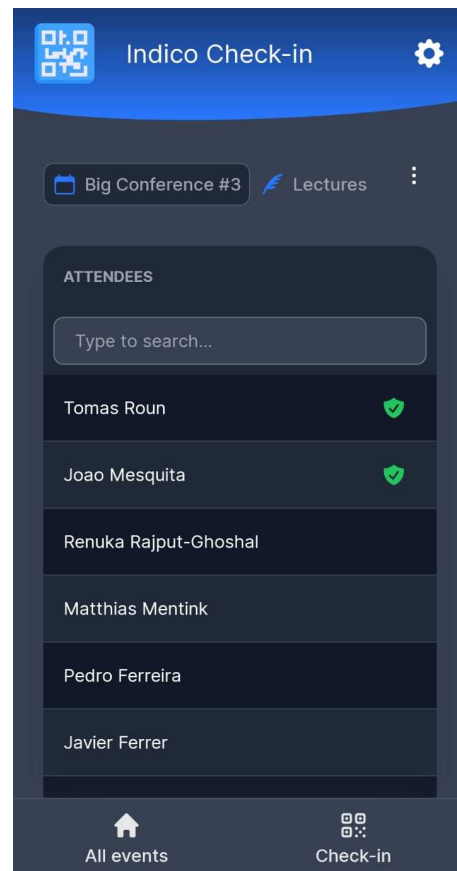 Indico Check-in
Big Conference #3 Lectures
ATTENDEES
Type to search...
Tomas Roun
Joao Mesquita
Renuka Rajput-Ghoshal
Matthias Mentink
Pedro Ferreira
Javier Ferrer
All events Check-in